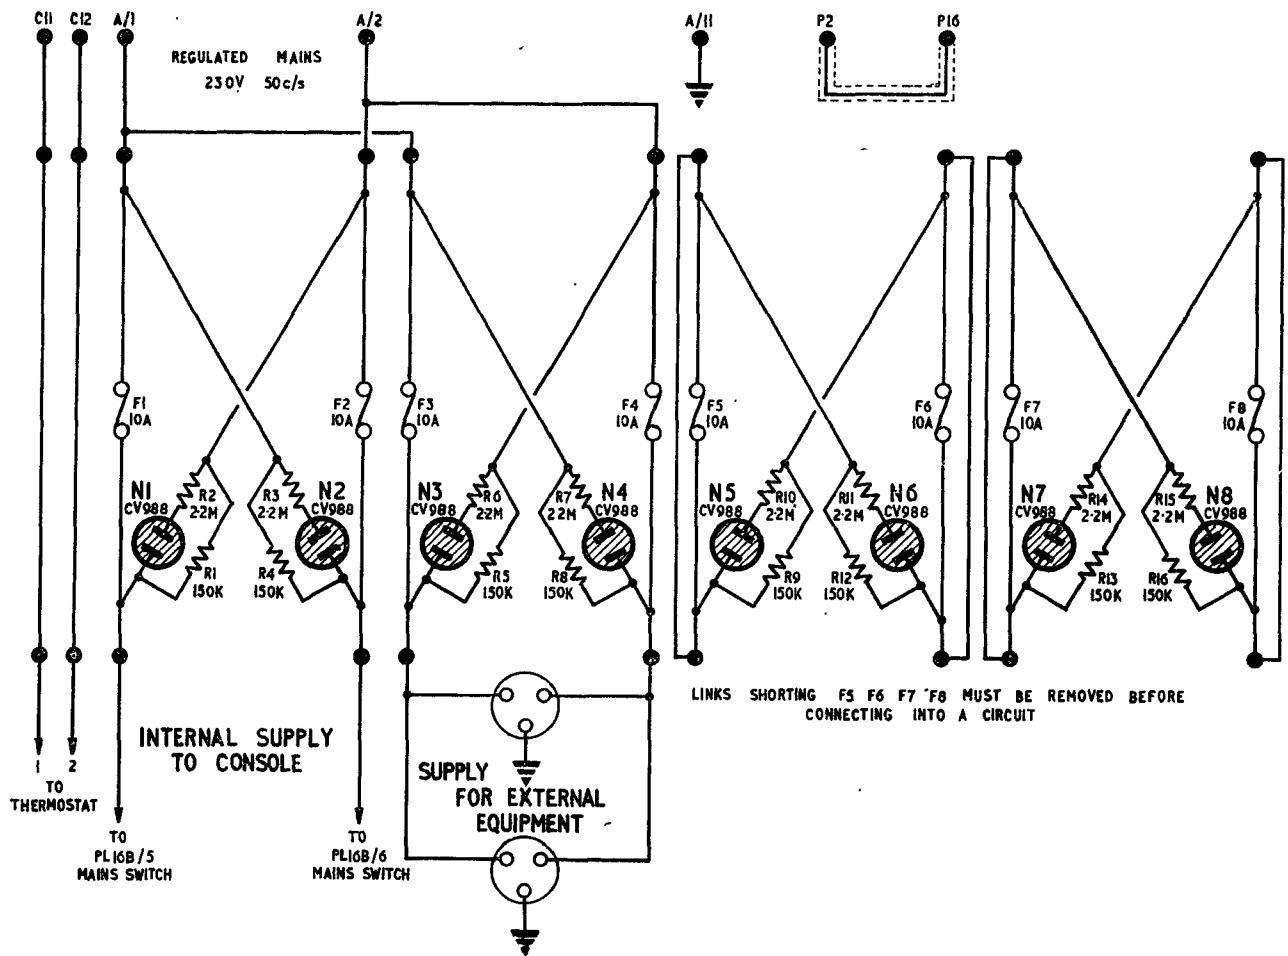 C11 C12 A/1 A/2 A/11 P2 P16
REGULATED MAINS
230V 50c/s
F1
10A
F2
10A
F3
10A
F4
10A
F5
10A
F6
10A
F7
10A
F8
10A
N1
CV988
R2
2·2M
R1
150K
R3
2·2M
R4
150K
N2
CV988
N3
CV988
R6
2·2M
R5
150K
R7
2·2M
R8
150K
N4
CV988
N5
CV988
R10
2·2M
R9
150K
R11
2·2M
R12
150K
N6
CV988
N7
CV988
R14
2·2M
R13
150K
R15
2·2M
R16
150K
N8
CV988
LINKS SHORTING F5 F6 F7 F8 MUST BE REMOVED BEFORE
CONNECTING INTO A CIRCUIT
INTERNAL SUPPLY
TO CONSOLE
1 2
TO
THERMOSTAT
TO
PL16B/5
MAINS SWITCH
TO
PL16B/6
MAINS SWITCH
SUPPLY
FOR EXTERNAL
EQUIPMENT